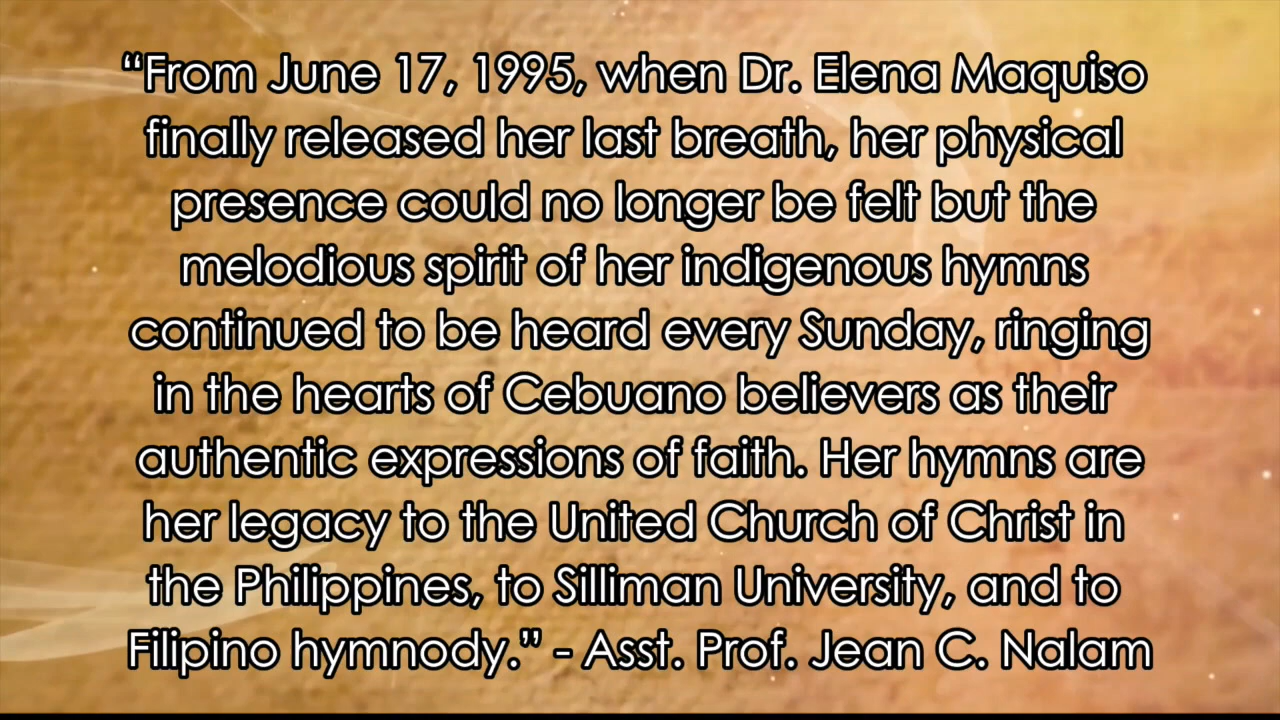 “From June 17, 1995, when Dr. Elena Maquiso
finally released her last breath, her physical
presence could no longer be felt but the
melodious spirit of her indigenous hymns
continued to be heard every Sunday, ringing
in the hearts of Cebuano believers as their
authentic expressions of faith. Her hymns are
her legacy to the United Church of Christ in
the Philippines, to Silliman University, and to
Filipino hymnody.” - Asst. Prof. Jean C. Nalam